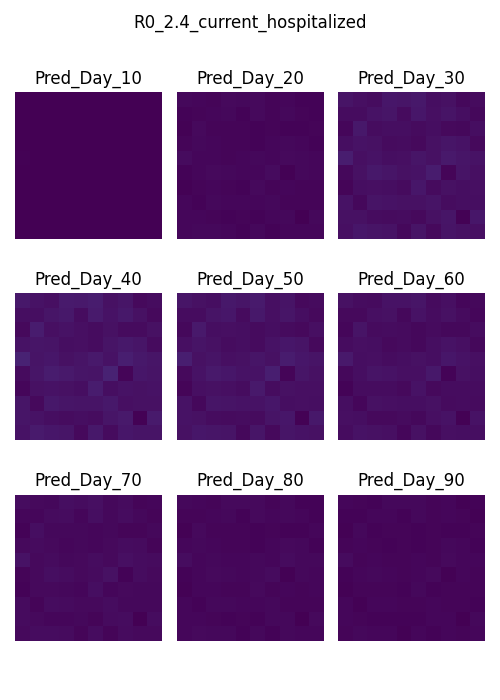 R0_2.4_current_hospitalized
Pred_Day_10 Pred_Day_20 Pred_Day_30
Pred_Day_40 Pred_Day_50 Pred_Day_60
Pred_Day_70 Pred_Day_80 Pred_Day_90